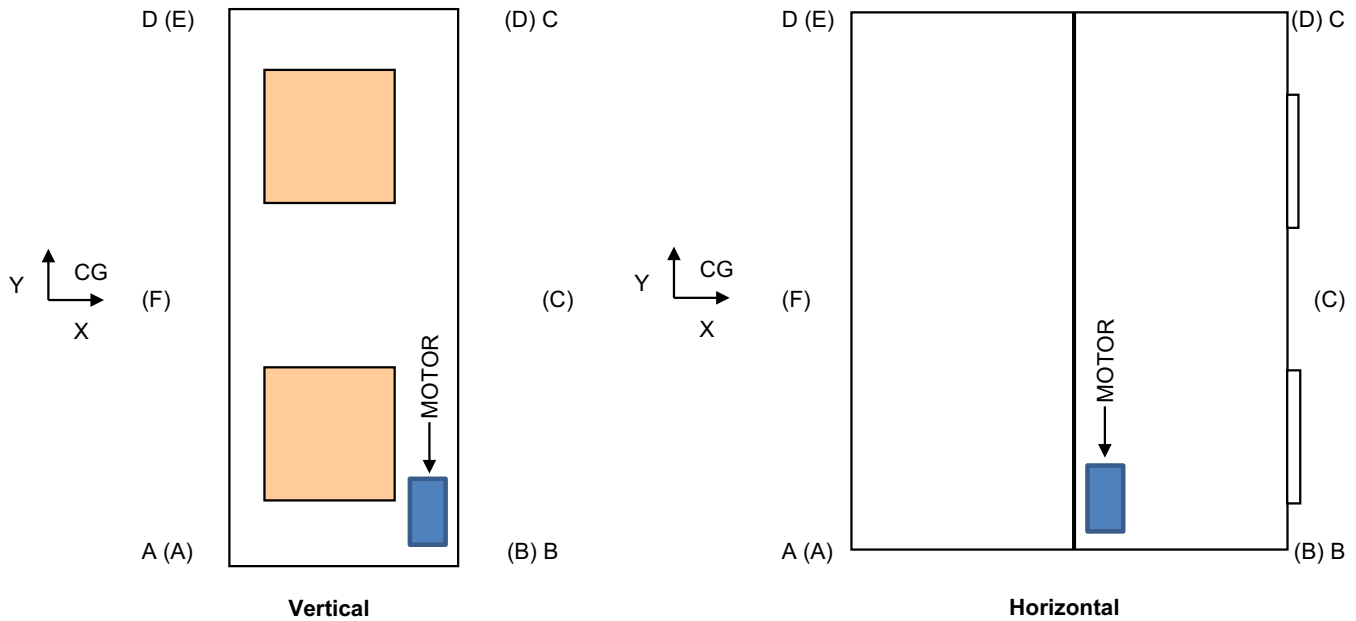 D (E)
(D) C
D (E)
(D) C
Y
CG
X
(F)
(C)
Y
CG
X
(F)
(C)
MOTOR
MOTOR
A (A)
(B) B
A (A)
(B) B
Vertical
Horizontal